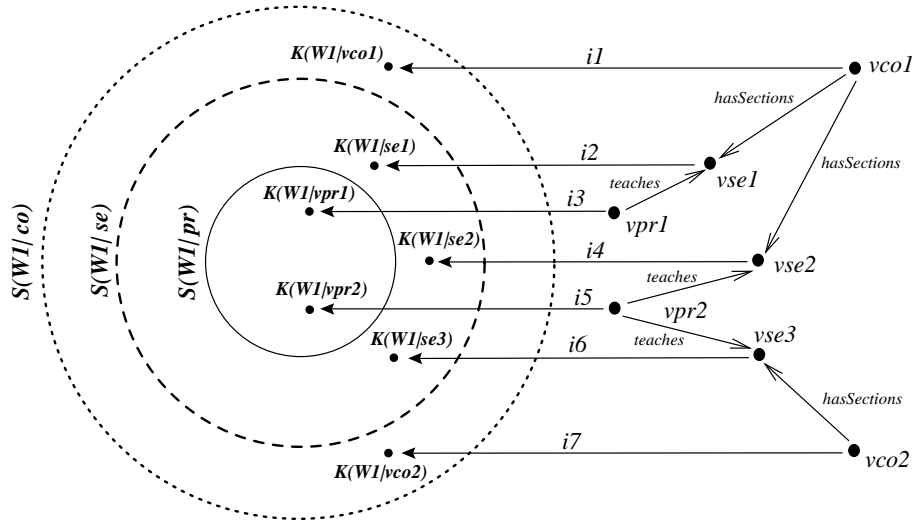 K(W1|vco1)
i1
vco1
hasSections
K(W1|se1)
i2
vse1
hasSections
teaches
K(W1|vpr1)
i3
vpr1
S(W1|co)
S(W1|se)
S(W1|pr)
K(W1|se2)
i4
vse2
teaches
K(W1|vpr2)
i5
vpr2
teaches
vse3
K(W1|se3)
i6
hasSections
K(W1|vco2)
i7
vco2